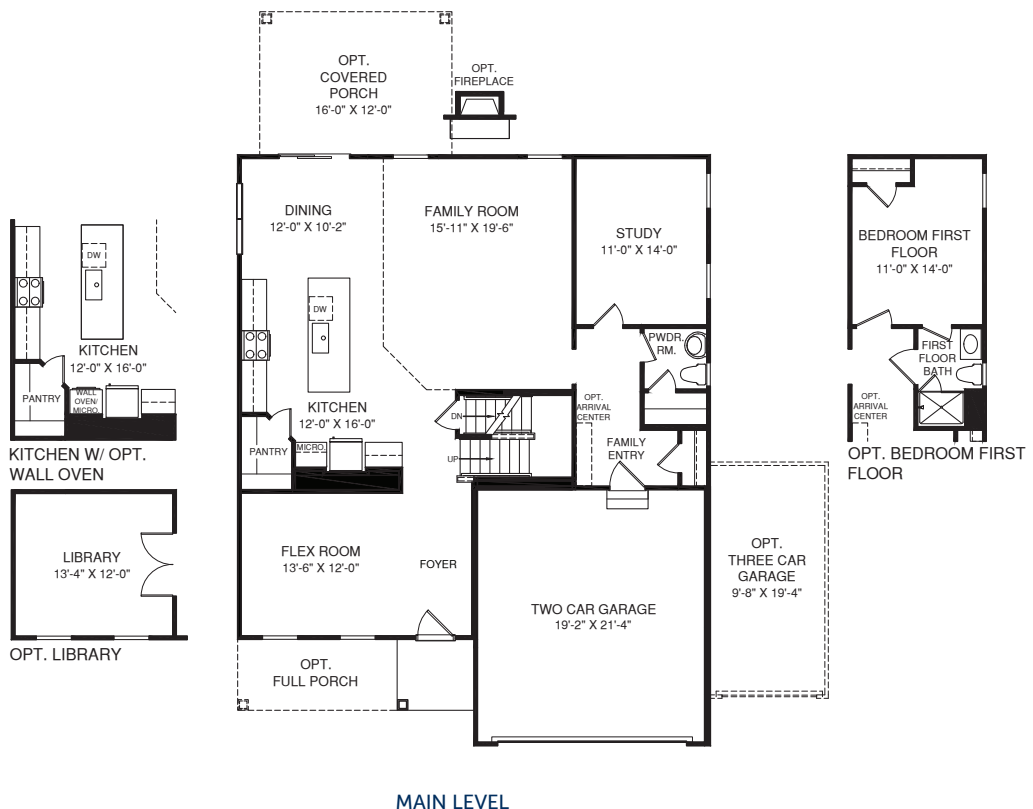 OPT.
COVERED
PORCH
16'-0" X 12'-0"
OPT.
FIREPLACE
DINING
12'-0" X 10'-2"
FAMILY ROOM
15'-11" X 19'-6"
STUDY
11'-0" X 14'-0"
BEDROOM FIRST
FLOOR
11'-0" X 14'-0"
DW
KITCHEN
12'-0" X 16'-0"
PANTRY
WALL
OVEN/
MICRO.
KITCHEN W/ OPT.
WALL OVEN
DW
KITCHEN
12'-0" X 16'-0"
PANTRY
MICRO.
DN
UP
PWDR.
RM.
OPT.
ARRIVAL
CENTER
FAMILY
ENTRY
FIRST
FLOOR
BATH
OPT.
ARRIVAL
CENTER
OPT. BEDROOM FIRST
FLOOR
LIBRARY
13'-4" X 12'-0"
OPT. LIBRARY
FLEX ROOM
13'-6" X 12'-0"
FOYER
TWO CAR GARAGE
19'-2" X 21'-4"
OPT.
THREE CAR
GARAGE
9'-8" X 19'-4"
OPT.
FULL PORCH
MAIN LEVEL